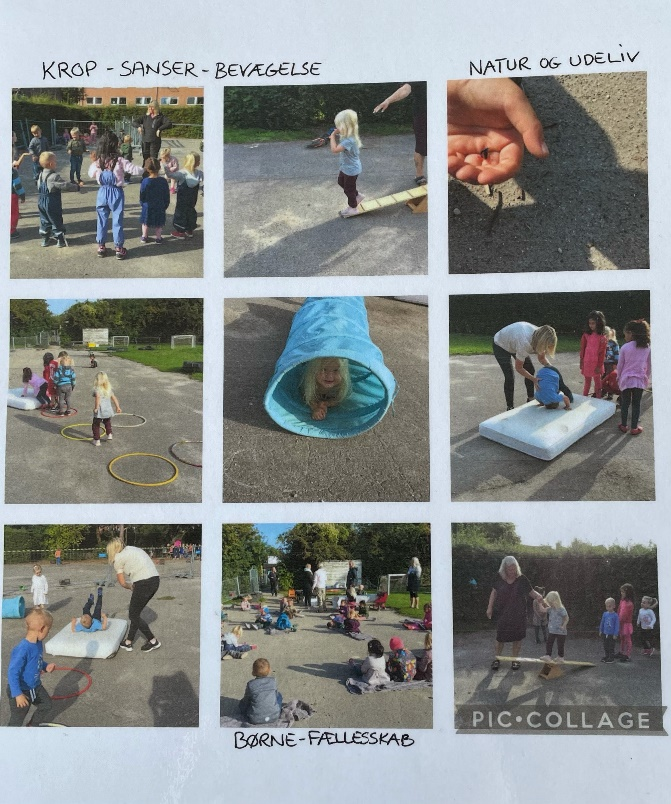 KROP - SANSER - BEVÆGELSE
NATUR OG UDELIV
PIC•COLLAGE
BØRNE-FÆLLESSKAB